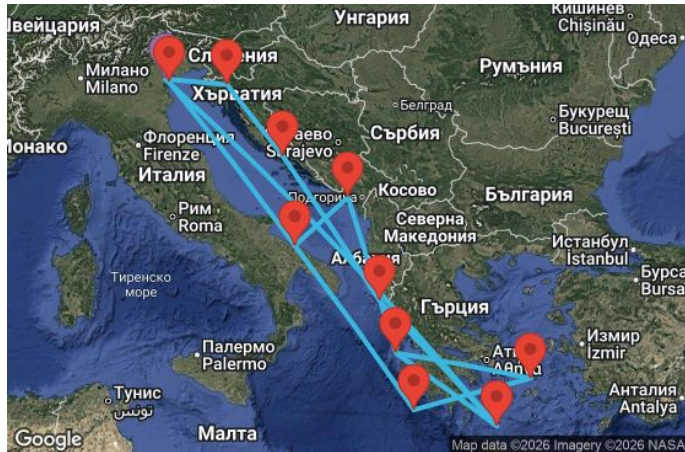 Швейцария
Унгария
Кишинев
Chișinău
Одеса
Словения
Милано
Milano
Хърватия
Румъния
Белград
Букурещ
București
Монако
Флоренция
Firenze
Сараево
Sarajevo
Сърбия
Италия
Подгорица
Косово
България
Рим
Roma
Северна
Македония
Истанбул
İstanbul
Албания
Бурса
Bursa
Тиренско
море
Гърция
Измир
İzmir
Палермо
Palermo
Αθήνα
Тунис
تونس
Анталия
Antalya
Малта
Google
Map data ©2026 Imagery ©2026 NASA